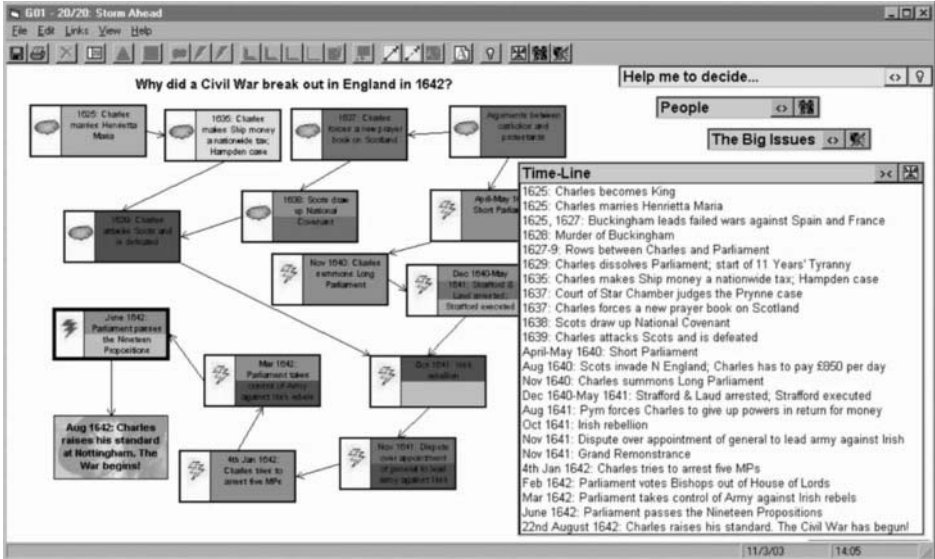 G01 - 20/20: Storm Ahead
File Edit Links View Help
Why did a Civil War break out in England in 1642?
Help me to decide...
People
The Big Issues
1625: Charles
marries Henrietta
Maria
1635: Charles
makes Ship money
a nationwide tax;
Hampden case
1637: Charles
forces a new prayer
book on Scotland
Arguments between
catholics and
protestants
1639: Charles
attacks Scots and
is defeated
1638: Scots draw
up National
Covenant
April-May 1
Short Parliam
Nov 1640: Charles
summons Long
Parliament
Dec 1640-May
1641: Strafford &
Laud arrested;
Strafford executed
June 1642:
Parliament passes
the Nineteen
Propositions
Mar 1642:
Parliament takes
control of Army
against Irish rebels
Oct 1641: Irish
rebellion
Aug 1642: Charles
raises his standard
at Nottingham. The
War begins!
4th Jan 1642:
Charles tries to
arrest five MPs
Nov 1641: Dispute
over appointment
of general to lead
army against Irish
Time-Line
1625: Charles becomes King
1625: Charles marries Henrietta Maria
1625, 1627: Buckingham leads failed wars against Spain and France
1628: Murder of Buckingham
1627-9: Rows between Charles and Parliament
1629: Charles dissolves Parliament; start of 11 Years' Tyranny
1635: Charles makes Ship money a nationwide tax; Hampden case
1637: Court of Star Chamber judges the Prynne case
1637: Charles forces a new prayer book on Scotland
1638: Scots draw up National Covenant
1639: Charles attacks Scots and is defeated
April-May 1640: Short Parliament
Aug 1640: Scots invade N England; Charles has to pay £850 per day
Nov 1640: Charles summons Long Parliament
Dec 1640-May 1641: Strafford & Laud arrested; Strafford executed
Aug 1641: Pym forces Charles to give up powers in return for money
Oct 1641: Irish rebellion
Nov 1641: Dispute over appointment of general to lead army against Irish
Nov 1641: Grand Remonstrance
4th Jan 1642: Charles tries to arrest five MPs
Feb 1642: Parliament votes Bishops out of House of Lords
Mar 1642: Parliament takes control of Army against Irish rebels
June 1642: Parliament passes the Nineteen Propositions
22nd August 1642: Charles raises his standard. The Civil War has begun!
11/3/03
14:05